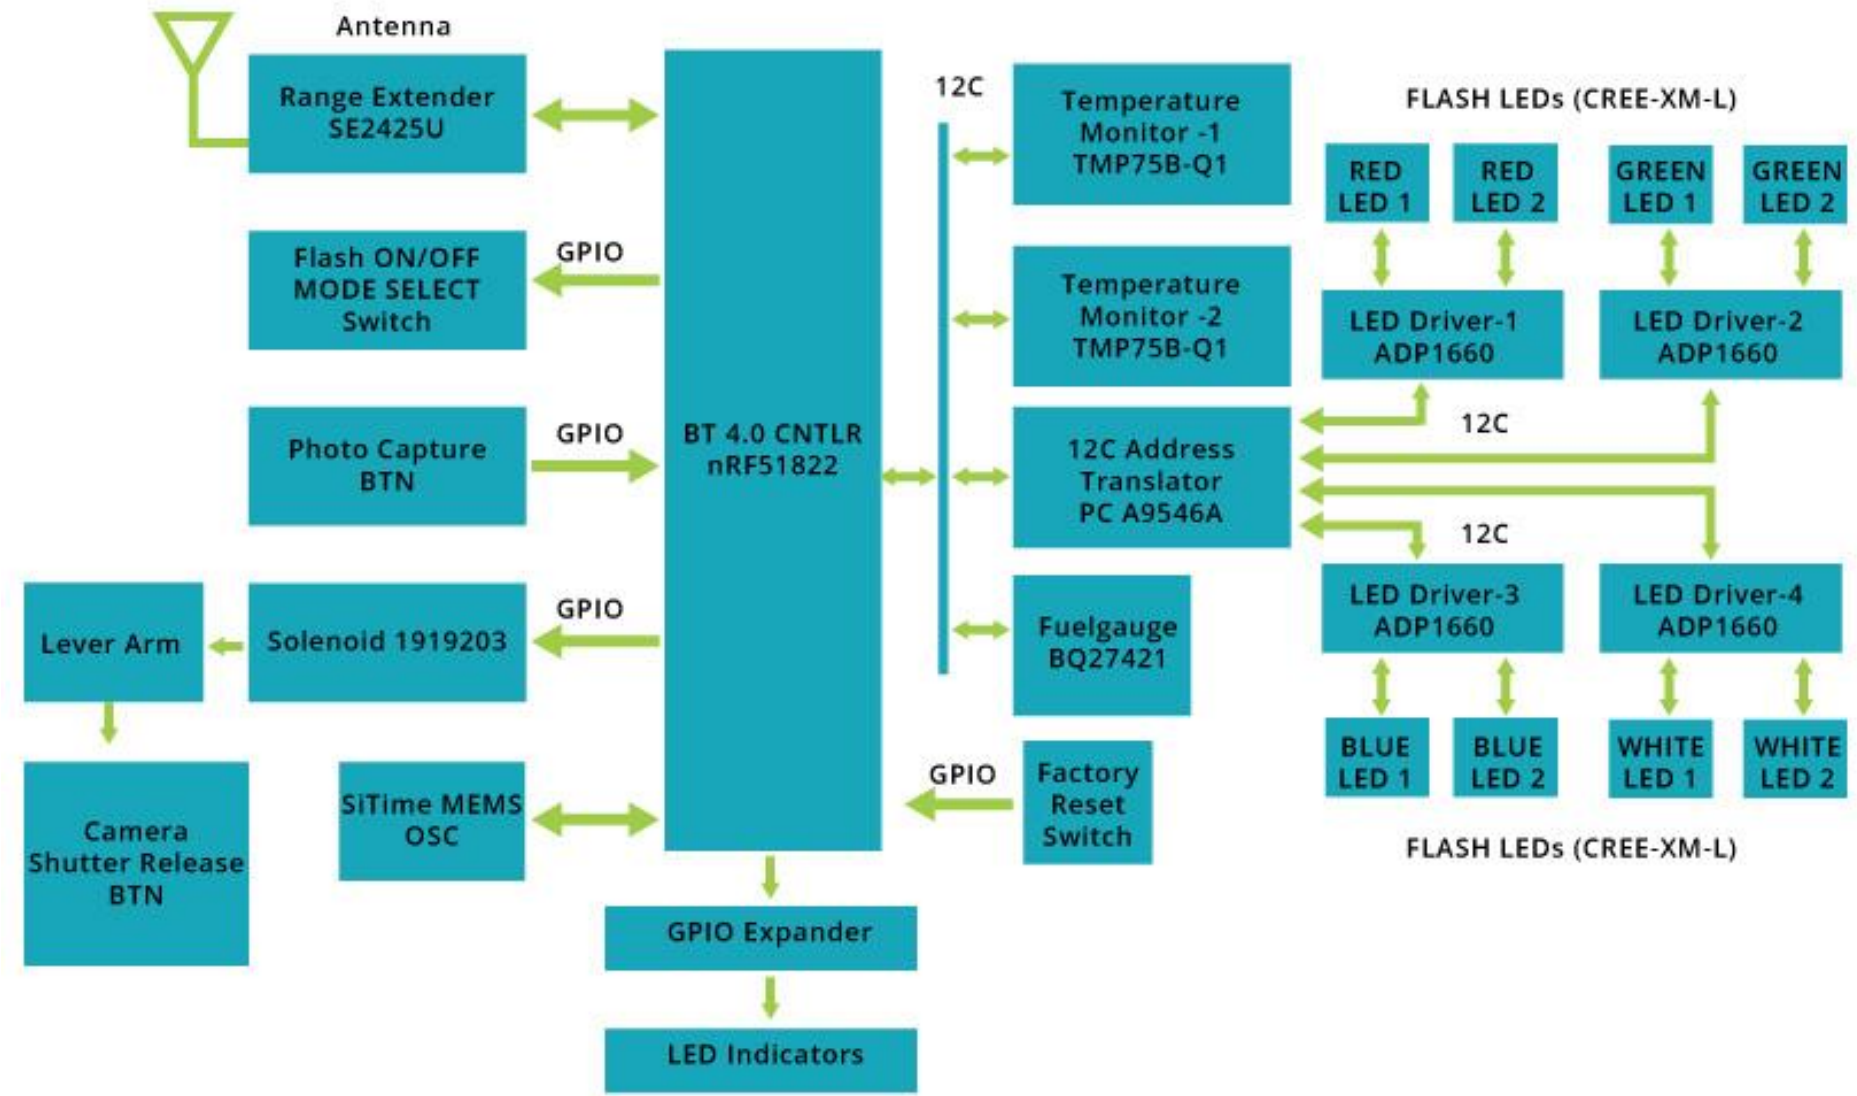 Antenna
Range Extender
SE2425U
Flash ON/OFF
MODE SELECT
Switch
GPIO
Photo Capture
BTN
GPIO
Lever Arm
Solenoid 1919203
GPIO
Camera
Shutter Release
BTN
SiTime MEMS
OSC
BT 4.0 CNTLR
nRF51822
GPIO Expander
LED Indicators
12C
Temperature
Monitor -1
TMP75B-Q1
Temperature
Monitor -2
TMP75B-Q1
12C Address
Translator
PC A9546A
Fuelgauge
BQ27421
GPIO
Factory
Reset
Switch
FLASH LEDs (CREE-XM-L)
RED
LED 1
RED
LED 2
GREEN
LED 1
GREEN
LED 2
LED Driver-1
ADP1660
LED Driver-2
ADP1660
12C
12C
LED Driver-3
ADP1660
LED Driver-4
ADP1660
BLUE
LED 1
BLUE
LED 2
WHITE
LED 1
WHITE
LED 2
FLASH LEDs (CREE-XM-L)